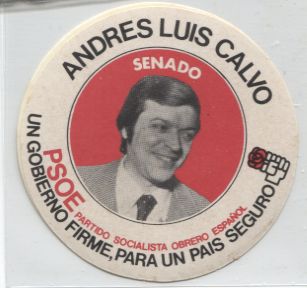 ANDRES LUIS CALVO
SENADO
PSOE
PARTIDO SOCIALISTA OBRERO ESPAÑOL
UN GOBIERNO FIRME, PARA UN PAIS SEGURO